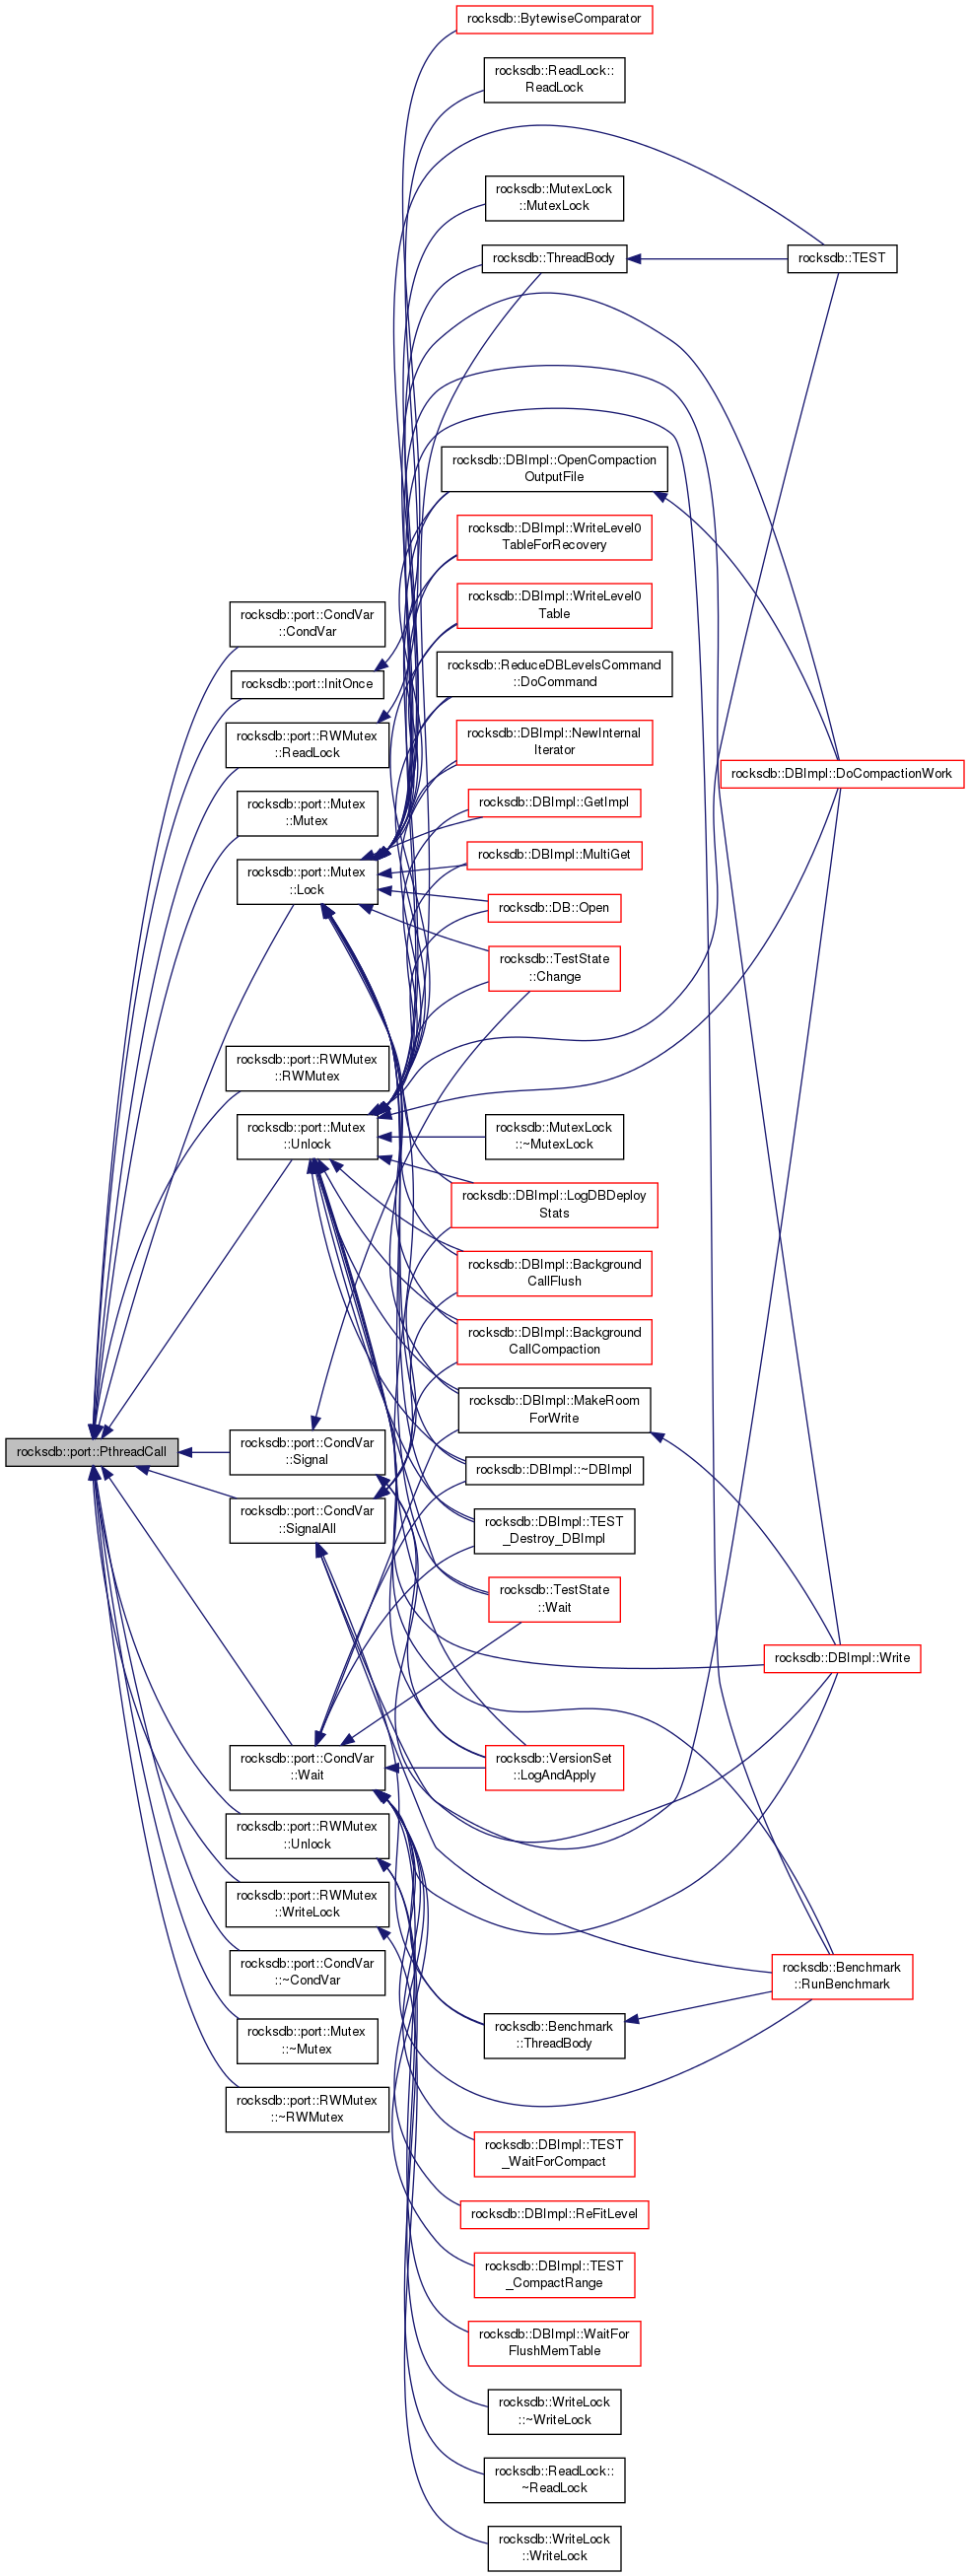 rocksdb::BytewiseComparator
rocksdb::ReadLock::
ReadLock
rocksdb::MutexLock
::MutexLock
rocksdb::ThreadBody
rocksdb::TEST
rocksdb::DBImpl::OpenCompaction
OutputFile
rocksdb::DBImpl::WriteLevel0
TableForRecovery
rocksdb::DBImpl::WriteLevel0
Table
rocksdb::port::CondVar
::CondVar
rocksdb::port::InitOnce
rocksdb::ReduceDBLevelsCommand
::DoCommand
rocksdb::port::RWMutex
::ReadLock
rocksdb::DBImpl::NewInternal
Iterator
rocksdb::DBImpl::DoCompactionWork
rocksdb::port::Mutex
::Mutex
rocksdb::DBImpl::GetImpl
rocksdb::port::Mutex
::Lock
rocksdb::DBImpl::MultiGet
rocksdb::DB::Open
rocksdb::TestState
::Change
rocksdb::port::RWMutex
::RWMutex
rocksdb::port::Mutex
::Unlock
rocksdb::MutexLock
::~MutexLock
rocksdb::DBImpl::LogDBDeploy
Stats
rocksdb::DBImpl::Background
CallFlush
rocksdb::DBImpl::Background
CallCompaction
rocksdb::DBImpl::MakeRoom
ForWrite
rocksdb::port::PthreadCall
rocksdb::port::CondVar
::Signal
rocksdb::DBImpl::~DBImpl
rocksdb::port::CondVar
::SignalAll
rocksdb::DBImpl::TEST
_Destroy_DBImpl
rocksdb::TestState
::Wait
rocksdb::DBImpl::Write
rocksdb::port::CondVar
::Wait
rocksdb::VersionSet
::LogAndApply
rocksdb::port::RWMutex
::Unlock
rocksdb::port::RWMutex
::WriteLock
rocksdb::port::CondVar
::~CondVar
rocksdb::Benchmark
::RunBenchmark
rocksdb::port::Mutex
::~Mutex
rocksdb::Benchmark
::ThreadBody
rocksdb::port::RWMutex
::~RWMutex
rocksdb::DBImpl::TEST
_WaitForCompact
rocksdb::DBImpl::ReFitLevel
rocksdb::DBImpl::TEST
_CompactRange
rocksdb::DBImpl::WaitFor
FlushMemTable
rocksdb::WriteLock
::~WriteLock
rocksdb::ReadLock::
~ReadLock
rocksdb::WriteLock
::WriteLock